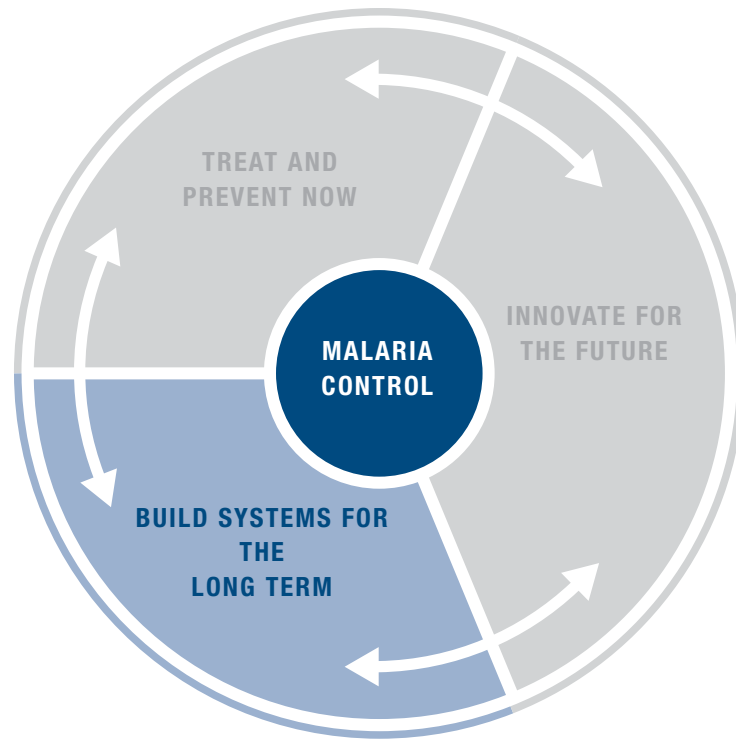 TREAT AND
PREVENT NOW
INNOVATE FOR
THE FUTURE
MALARIA
CONTROL
BUILD SYSTEMS FOR
THE
LONG TERM